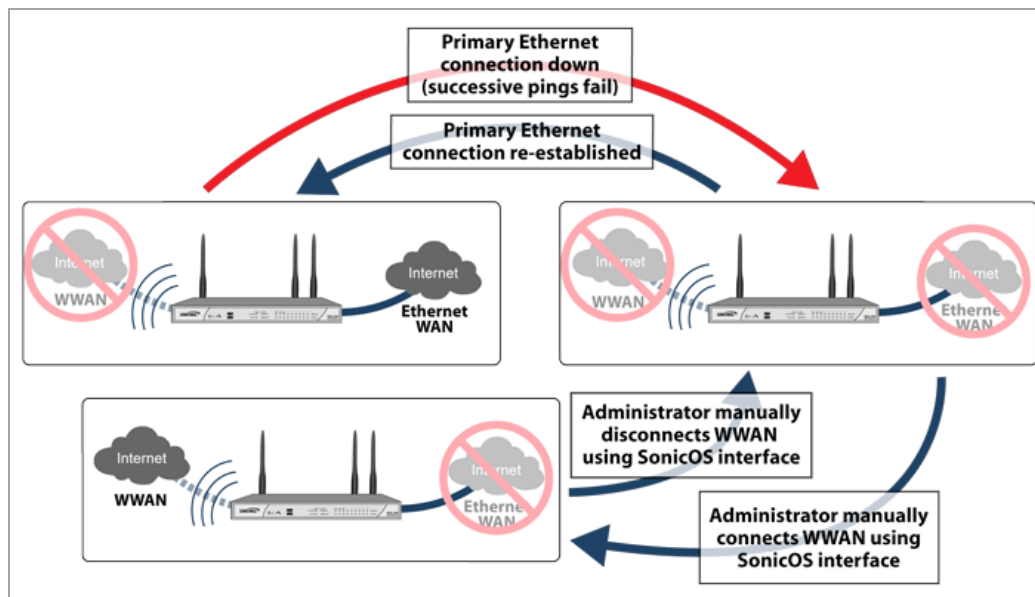 Primary Ethernet
connection down
(successive pings fail)
Primary Ethernet
connection re-established
Internet
WWAN
Internet
Ethernet
WAN
Internet
WWAN
Internet
Ethernet
WAN
Internet
WWAN
Internet
Ethernet
WAN
Administrator manually
disconnects WWAN
using SonicOS interface
Administrator manually
connects WWAN using
SonicOS interface